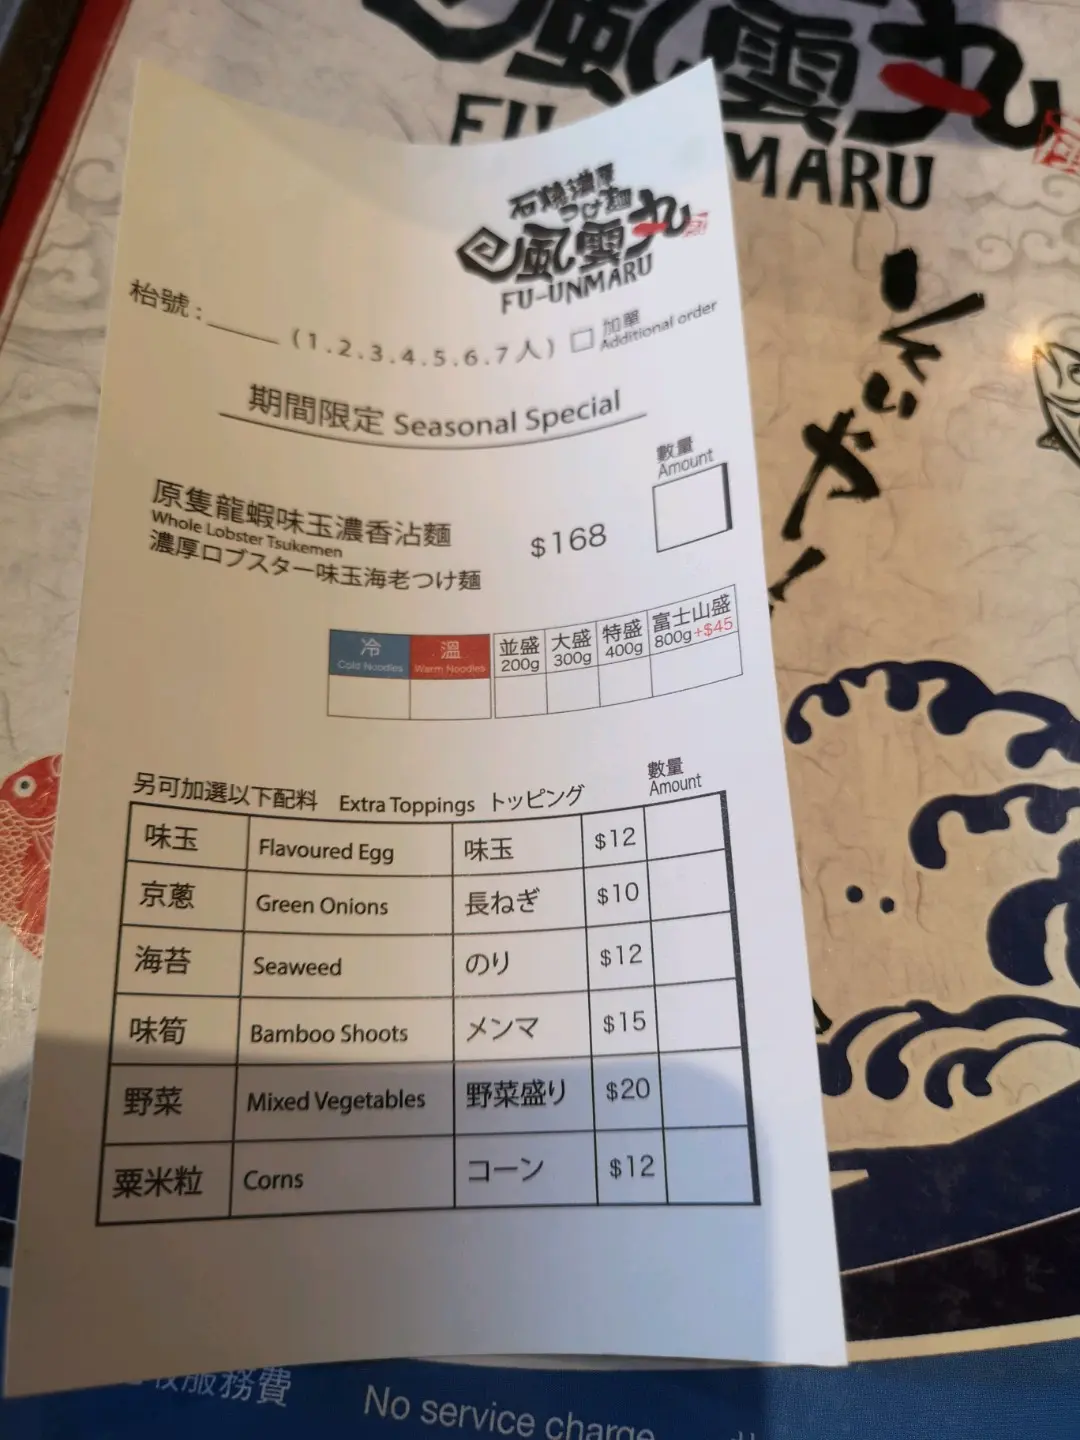 風雲丸
FU-UNMARU
石燒濃厚
つけ麺
風雲丸
FU-UNMARU
枱號:
(1.2.3.4.5.6.7人)
加單
Additional order
期間限定 Seasonal Special
數量
Amount
原隻龍蝦味玉濃香沾麵
Whole Lobster Tsukemen
濃厚ロブスター味玉海老つけ麺
$168
冷
Cold Noodles
溫
Warm Noodles
並盛
200g
大盛
300g
特盛
400g
富士山盛
800g+$45
另可加選以下配料 Extra Toppings トッピング
數量
Amount
味玉 Flavoured Egg 味玉 $12
京蔥 Green Onions 長ねぎ $10
海苔 Seaweed のり $12
味筍 Bamboo Shoots メンマ $15
野菜 Mixed Vegetables 野菜盛り $20
粟米粒 Corns コーン $12
服務費
No service charge